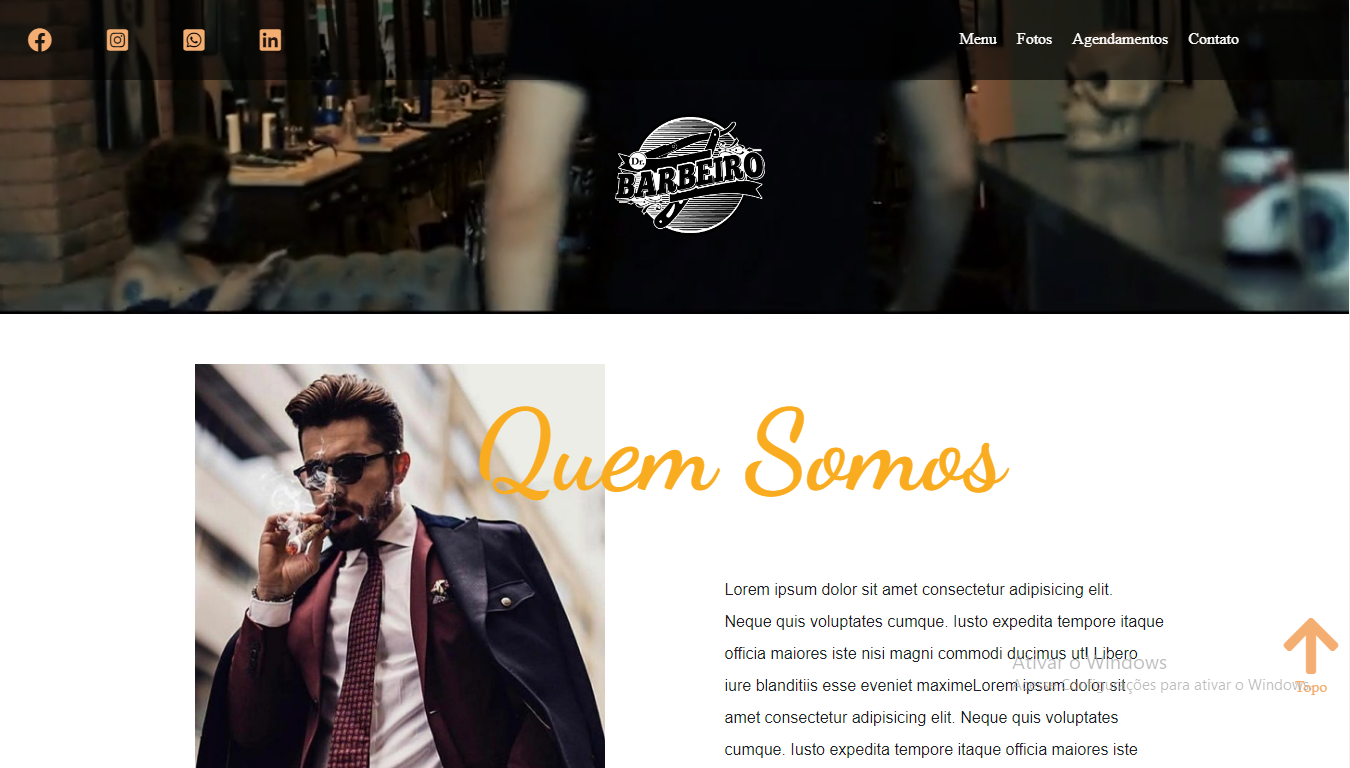 Menu Fotos Agendamentos Contato
Dr.
BARBEIRO
Quem Somos
Lorem ipsum dolor sit amet consectetur adipisicing elit.
Neque quis voluptates cumque. Iusto expedita tempore itaque
officia maiores iste nisi magni commodi ducimus ut! Libero
iure blanditiis esse eveniet maximeLorem ipsum dolor sit
amet consectetur adipisicing elit. Neque quis voluptates
cumque. Iusto expedita tempore itaque officia maiores iste
Ativar o Windows
Acesse Configurações para ativar o Windows.
Topo